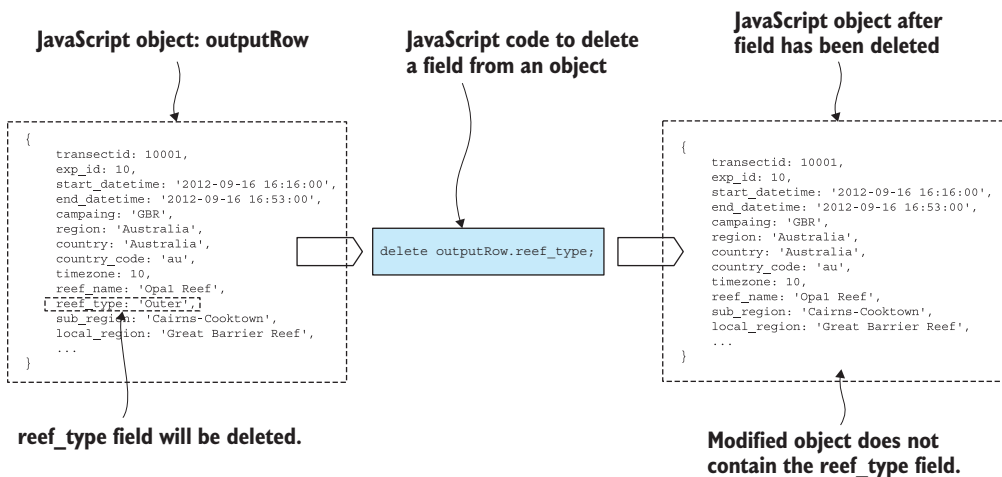 JavaScript object: outputRow
{
transectid: 10001,
exp_id: 10,
start_datetime: '2012-09-16 16:16:00',
end_datetime: '2012-09-16 16:53:00',
campaing: 'GBR',
region: 'Australia',
country: 'Australia',
country_code: 'au',
timezone: 10,
reef_name: 'Opal Reef',
reef_type: 'Outer',
sub_region: 'Cairns-Cooktown',
local_region: 'Great Barrier Reef',
...
}
reef_type field will be deleted.
JavaScript code to delete
a field from an object
delete outputRow.reef_type;
JavaScript object after
field has been deleted
{
transectid: 10001,
exp_id: 10,
start_datetime: '2012-09-16 16:16:00',
end_datetime: '2012-09-16 16:53:00',
campaing: 'GBR',
region: 'Australia',
country: 'Australia',
country_code: 'au',
timezone: 10,
reef_name: 'Opal Reef',
sub_region: 'Cairns-Cooktown',
local_region: 'Great Barrier Reef',
...
}
Modified object does not
contain the reef_type field.